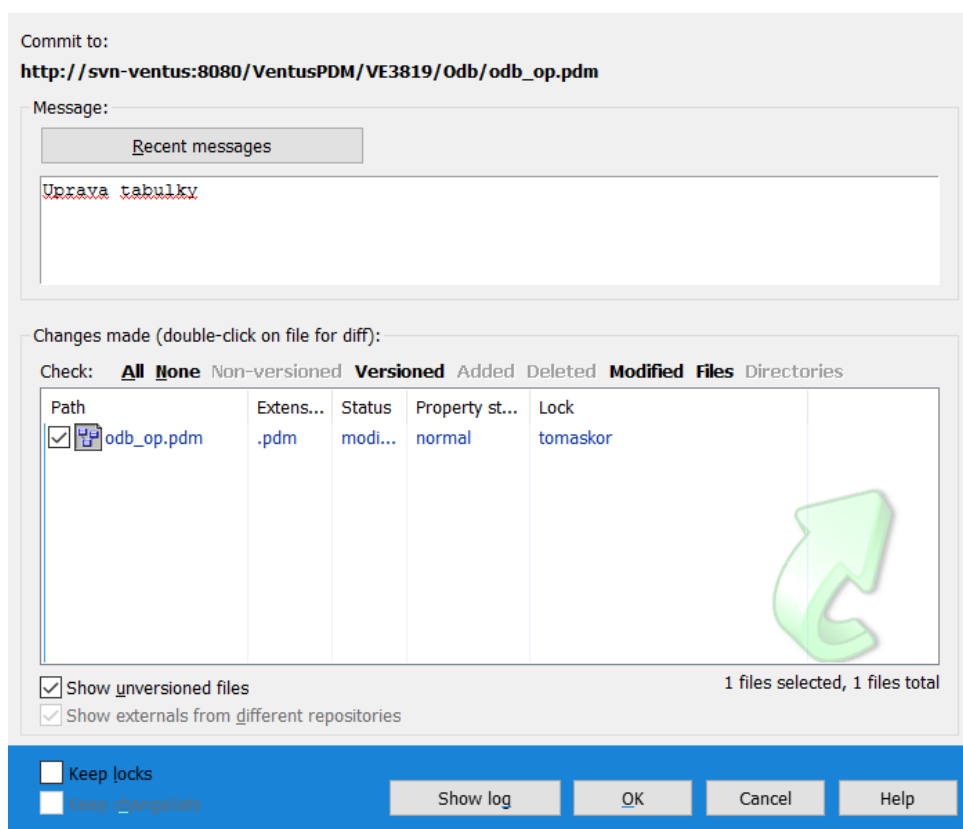 Commit to:
http://svn-ventus:8080/VentusPDM/VE3819/Odb/odb_op.pdm
Message:
Recent messages
Uprava tabulky
Changes made (double-click on file for diff):
Check: All None Non-versioned Versioned Added Deleted Modified Files Directories
Path Extens... Status Property st... Lock
odb_op.pdm .pdm modi... normal tomaskor
Show unversioned files
1 files selected, 1 files total
Show externals from different repositories
Keep locks
Keep changelists
Show log OK Cancel Help